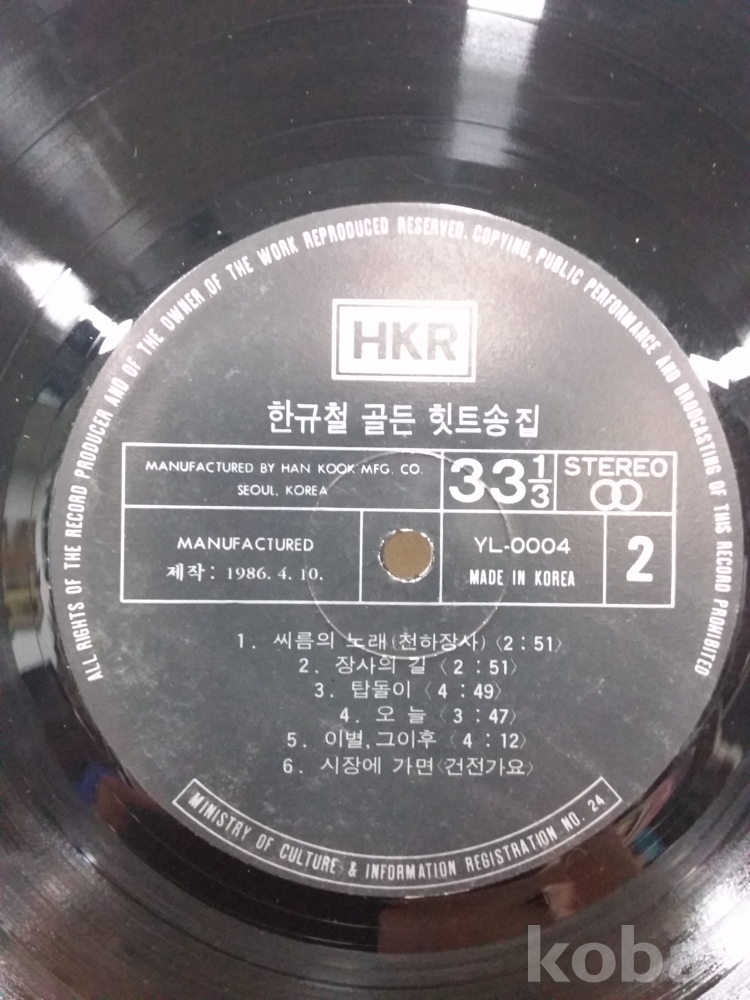 ALL RIGHTS OF THE RECORD PRODUCER AND OF THE OWNER OF THE WORK REPRODUCED RESERVED. COPYING, PUBLIC PERFORMANCE AND BROADCASTING OF THIS RECORD PROHIBITED
HKR
한규철 골든 힛트송집
MANUFACTURED BY HAN KOOK MFG. CO.
SEOUL, KOREA
33 1/3
STEREO
MANUFACTURED
제작: 1986. 4. 10.
YL-0004
MADE IN KOREA
2
1. 씨름의 노래(천하장사)〈2:51〉
2. 장사의 길〈2:51〉
3. 탑돌이〈4:49〉
4. 오 늘〈3:47〉
5. 이별,그이후〈4:12〉
6. 시장에 가면〈건전가요〉
MINISTRY OF CULTURE & INFORMATION REGISTRATION NO. 24